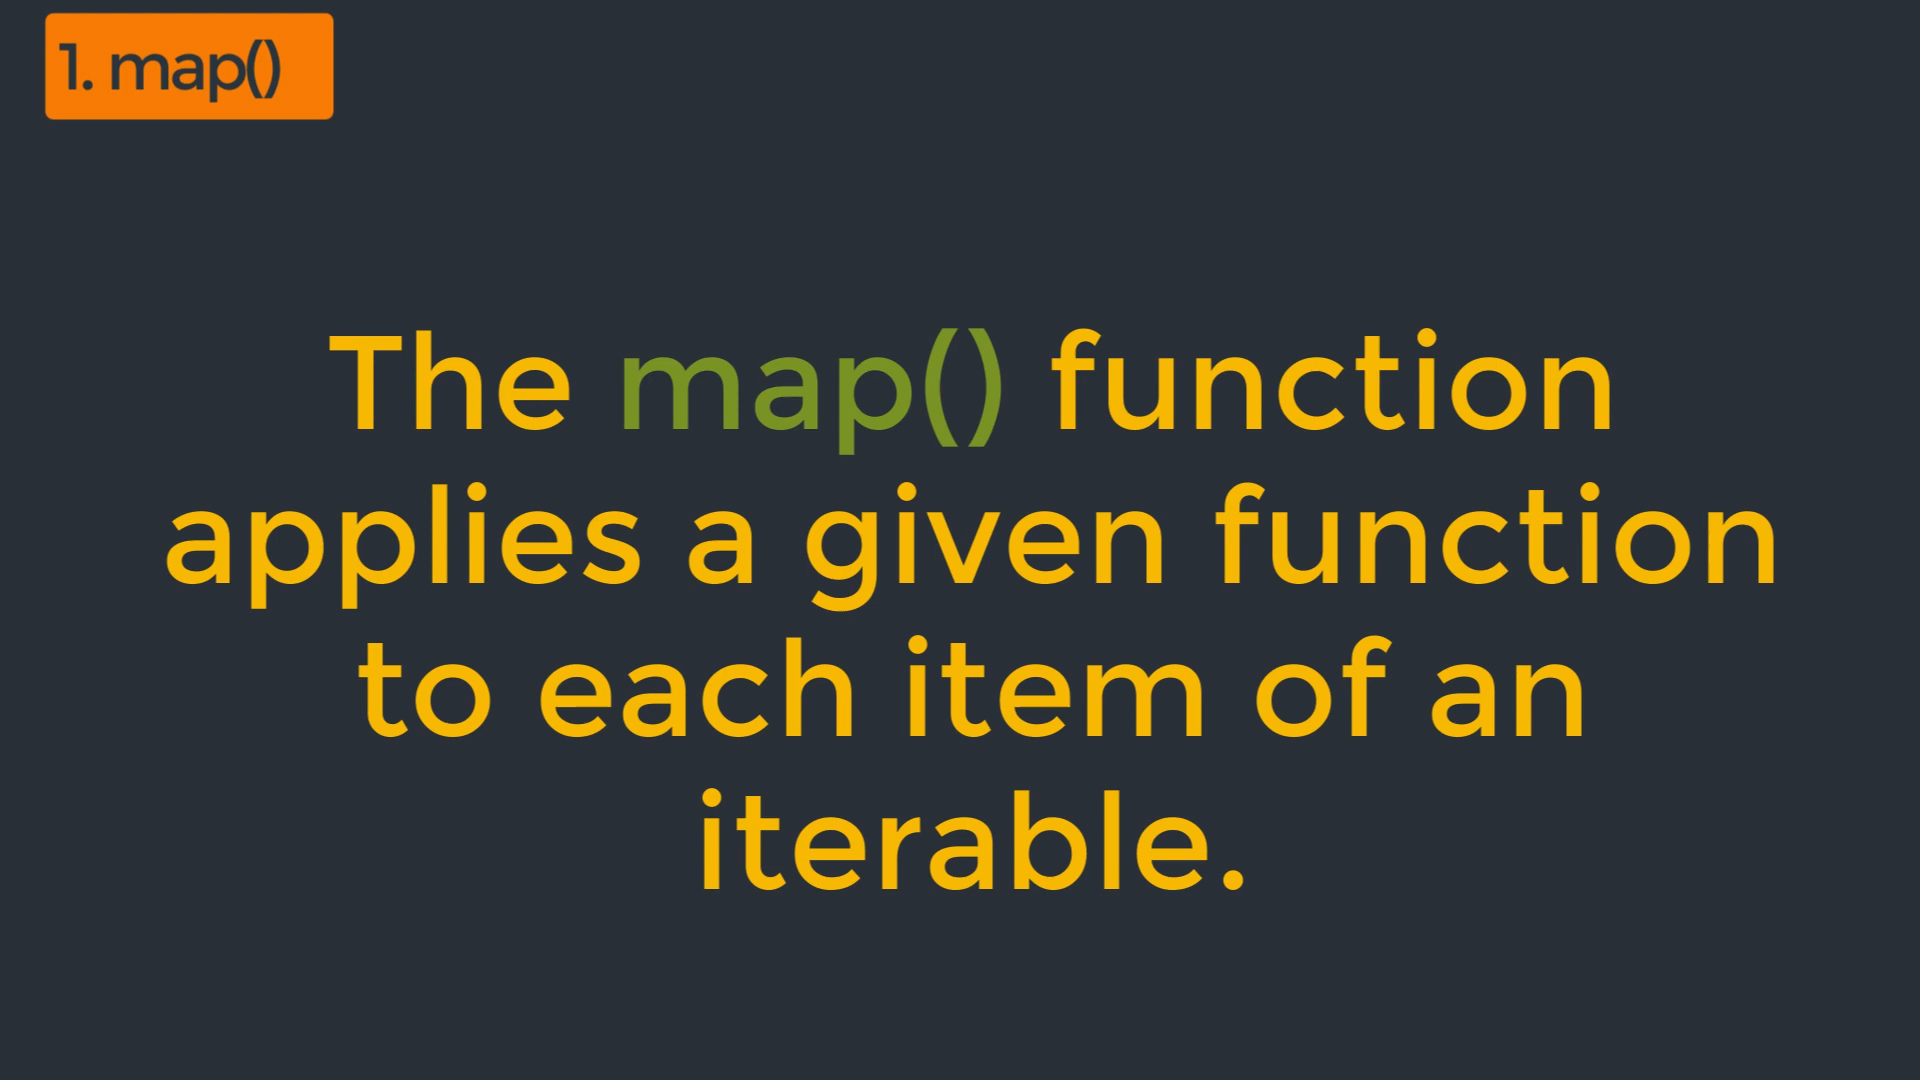 1. map()
The map() function
applies a given function
to each item of an
iterable.